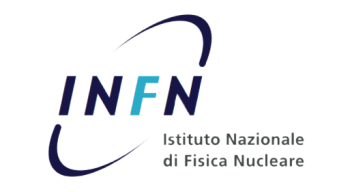 INFN
Istituto Nazionale
di Fisica Nucleare